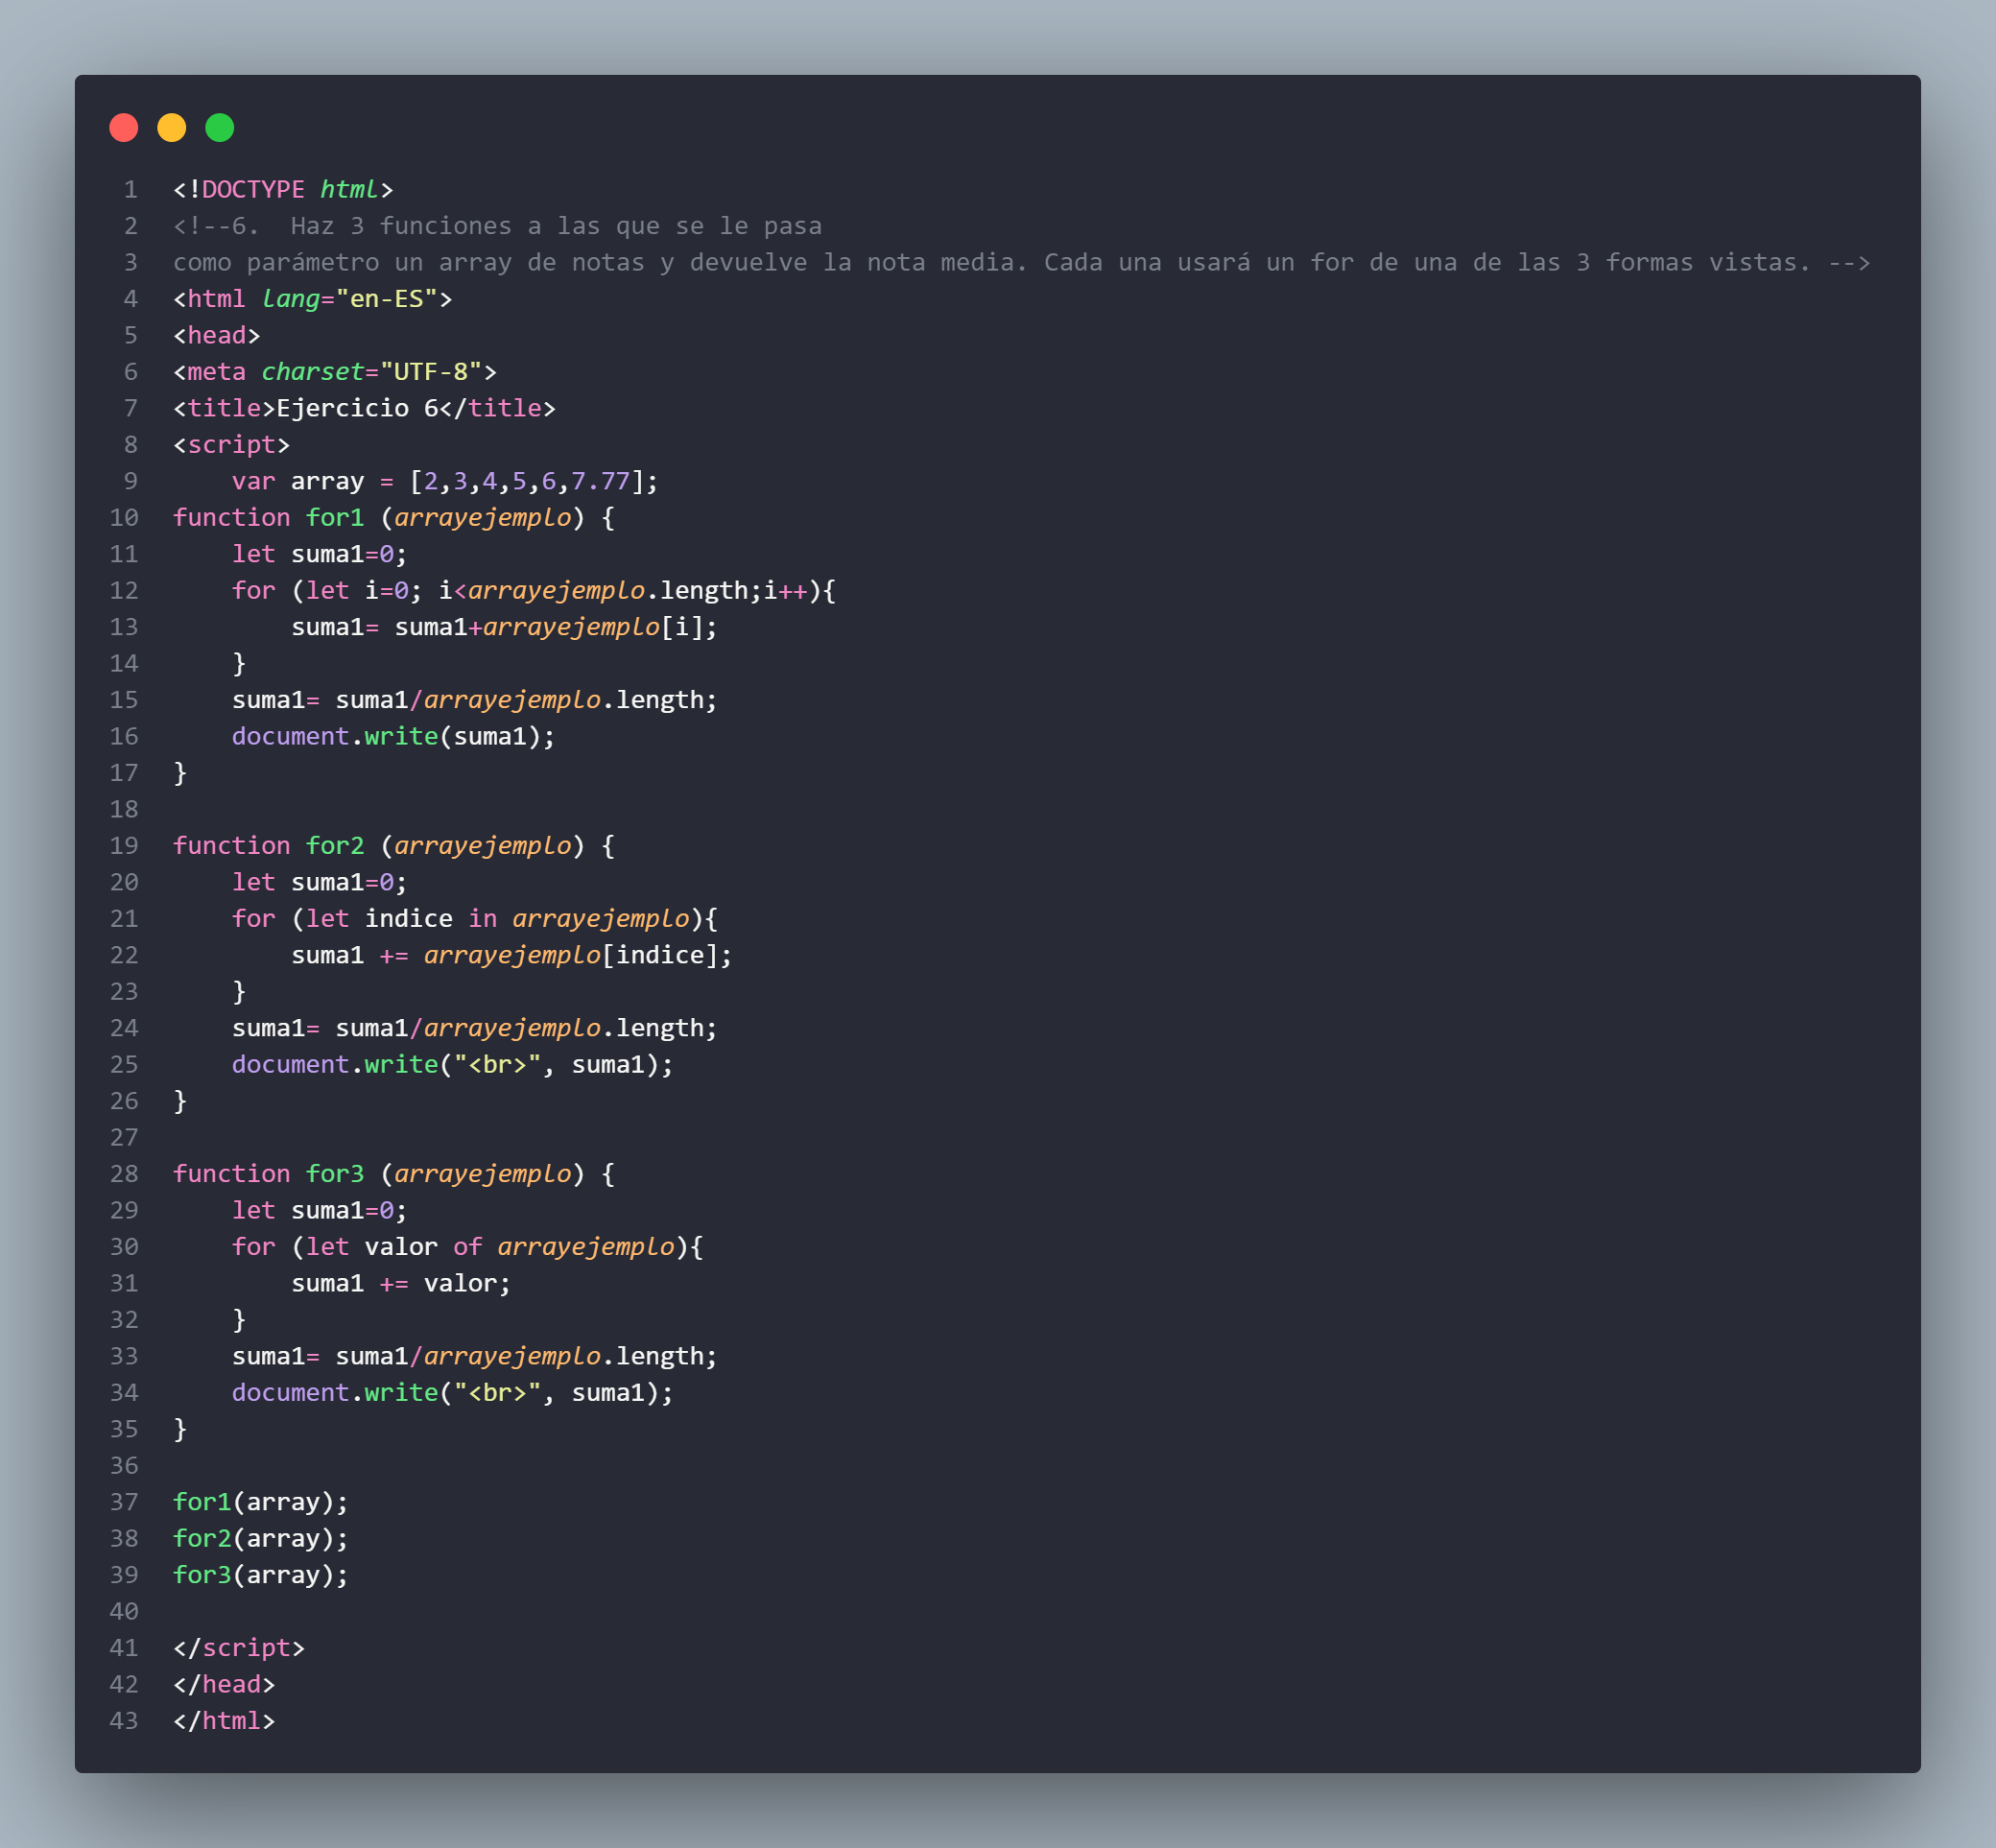 1 <!DOCTYPE html>
2 <!--6.  Haz 3 funciones a las que se le pasa
3 como parámetro un array de notas y devuelve la nota media. Cada una usará un for de una de las 3 formas vistas. -->
4 <html lang="en-ES">
5 <head>
6 <meta charset="UTF-8">
7 <title>Ejercicio 6</title>
8 <script>
9     var array = [2,3,4,5,6,7.77];
10 function for1 (arrayejemplo) {
11     let suma1=0;
12     for (let i=0; i<arrayejemplo.length;i++){
13         suma1= suma1+arrayejemplo[i];
14     }
15     suma1= suma1/arrayejemplo.length;
16     document.write(suma1);
17 }
18
19 function for2 (arrayejemplo) {
20     let suma1=0;
21     for (let indice in arrayejemplo){
22         suma1 += arrayejemplo[indice];
23     }
24     suma1= suma1/arrayejemplo.length;
25     document.write("<br>", suma1);
26 }
27
28 function for3 (arrayejemplo) {
29     let suma1=0;
30     for (let valor of arrayejemplo){
31         suma1 += valor;
32     }
33     suma1= suma1/arrayejemplo.length;
34     document.write("<br>", suma1);
35 }
36
37 for1(array);
38 for2(array);
39 for3(array);
40
41 </script>
42 </head>
43 </html>